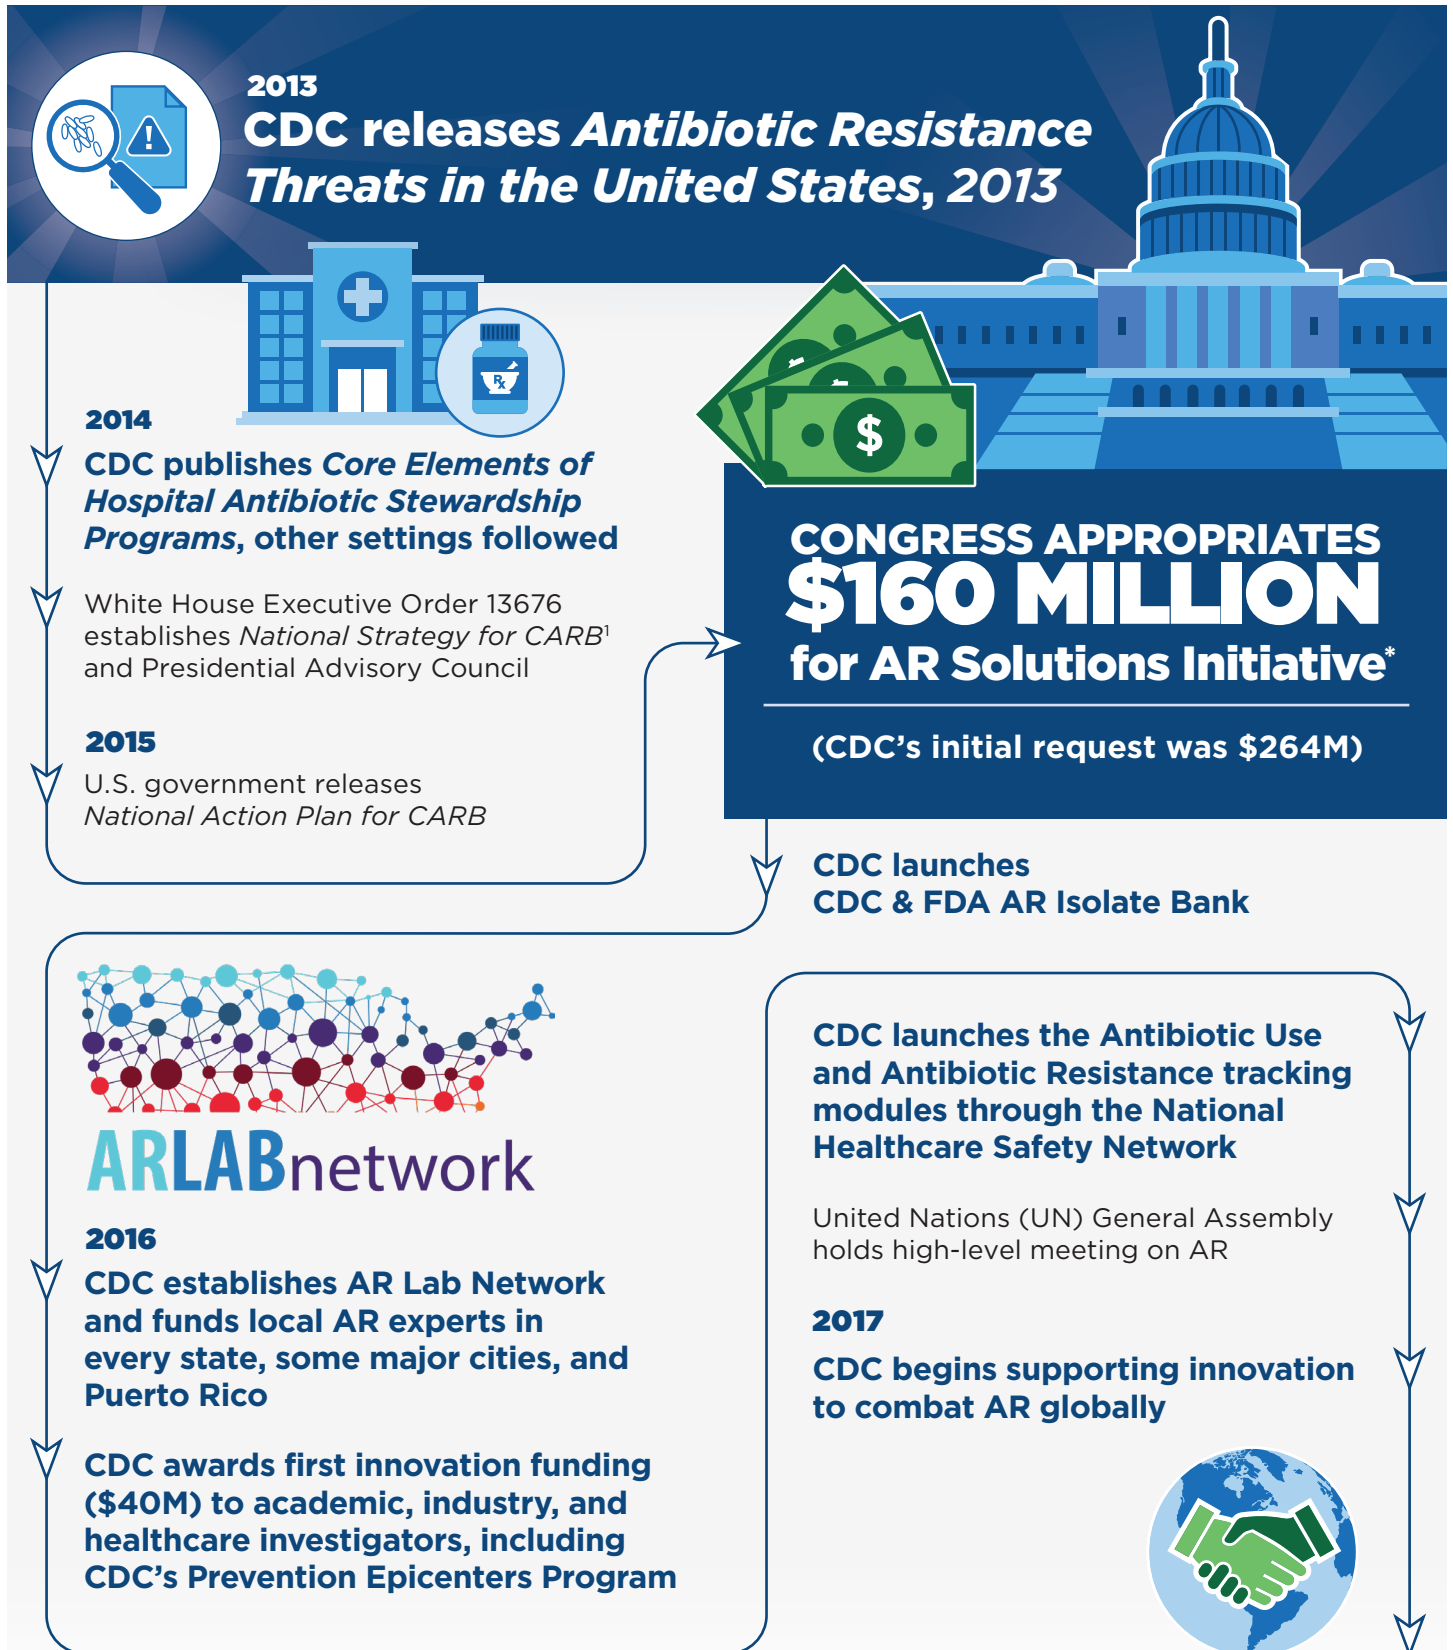 2013
CDC releases Antibiotic Resistance
Threats in the United States, 2013
Rx
2014
CDC publishes Core Elements of
Hospital Antibiotic Stewardship
Programs, other settings followed
White House Executive Order 13676
establishes National Strategy for CARB¹
and Presidential Advisory Council
2015
U.S. government releases
National Action Plan for CARB
$
CONGRESS APPROPRIATES
$160 MILLION
for AR Solutions Initiative*
(CDC’s initial request was $264M)
CDC launches
CDC & FDA AR Isolate Bank
ARLABnetwork
2016
CDC establishes AR Lab Network
and funds local AR experts in
every state, some major cities, and
Puerto Rico
CDC awards first innovation funding
($40M) to academic, industry, and
healthcare investigators, including
CDC’s Prevention Epicenters Program
CDC launches the Antibiotic Use
and Antibiotic Resistance tracking
modules through the National
Healthcare Safety Network
United Nations (UN) General Assembly
holds high-level meeting on AR
2017
CDC begins supporting innovation
to combat AR globally